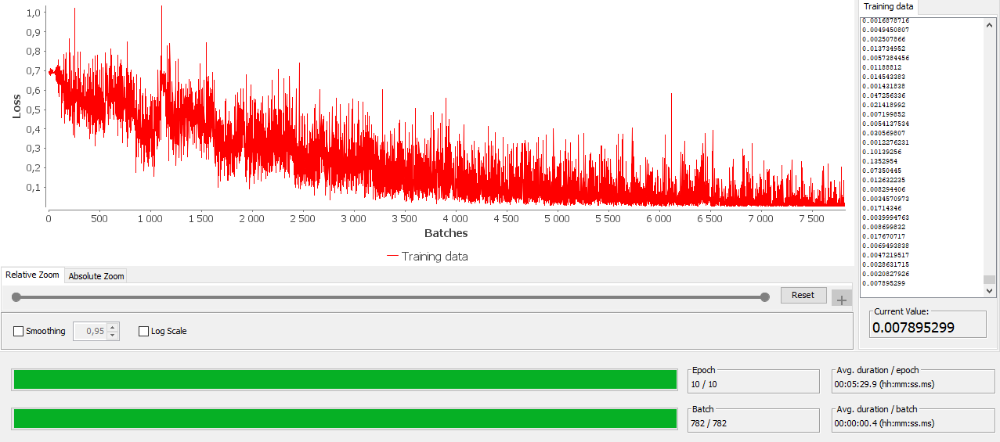 Loss
1,0
0,9
0,8
0,7
0,6
0,5
0,4
0,3
0,2
0,1
0 500 1 000 1 500 2 000 2 500 3 000 3 500 4 000 4 500 5 000 5 500 6 000 6 500 7 000 7 500
Batches
Training data
Training data
0.0016878716
0.0049450807
0.002507866
0.013734952
0.0057384456
0.01188812
0.014543383
0.001431838
0.047256336
0.021418992
0.007199852
0.0054137534
0.030569807
0.0012276231
0.10139256
0.1352954
0.07350445
0.012632235
0.008294406
0.0034570973
0.01714346
0.0039994763
0.008699832
0.017670717
0.0069493838
0.0047219517
0.0028631715
0.0020827926
0.007895299
Relative Zoom Absolute Zoom
Reset +
Smoothing 0,95 Log Scale
Current Value:
0.007895299
Epoch
10 / 10
Avg. duration / epoch
00:05:29.9 (hh:mm:ss.ms)
Batch
782 / 782
Avg. duration / batch
00:00:00.4 (hh:mm:ss.ms)